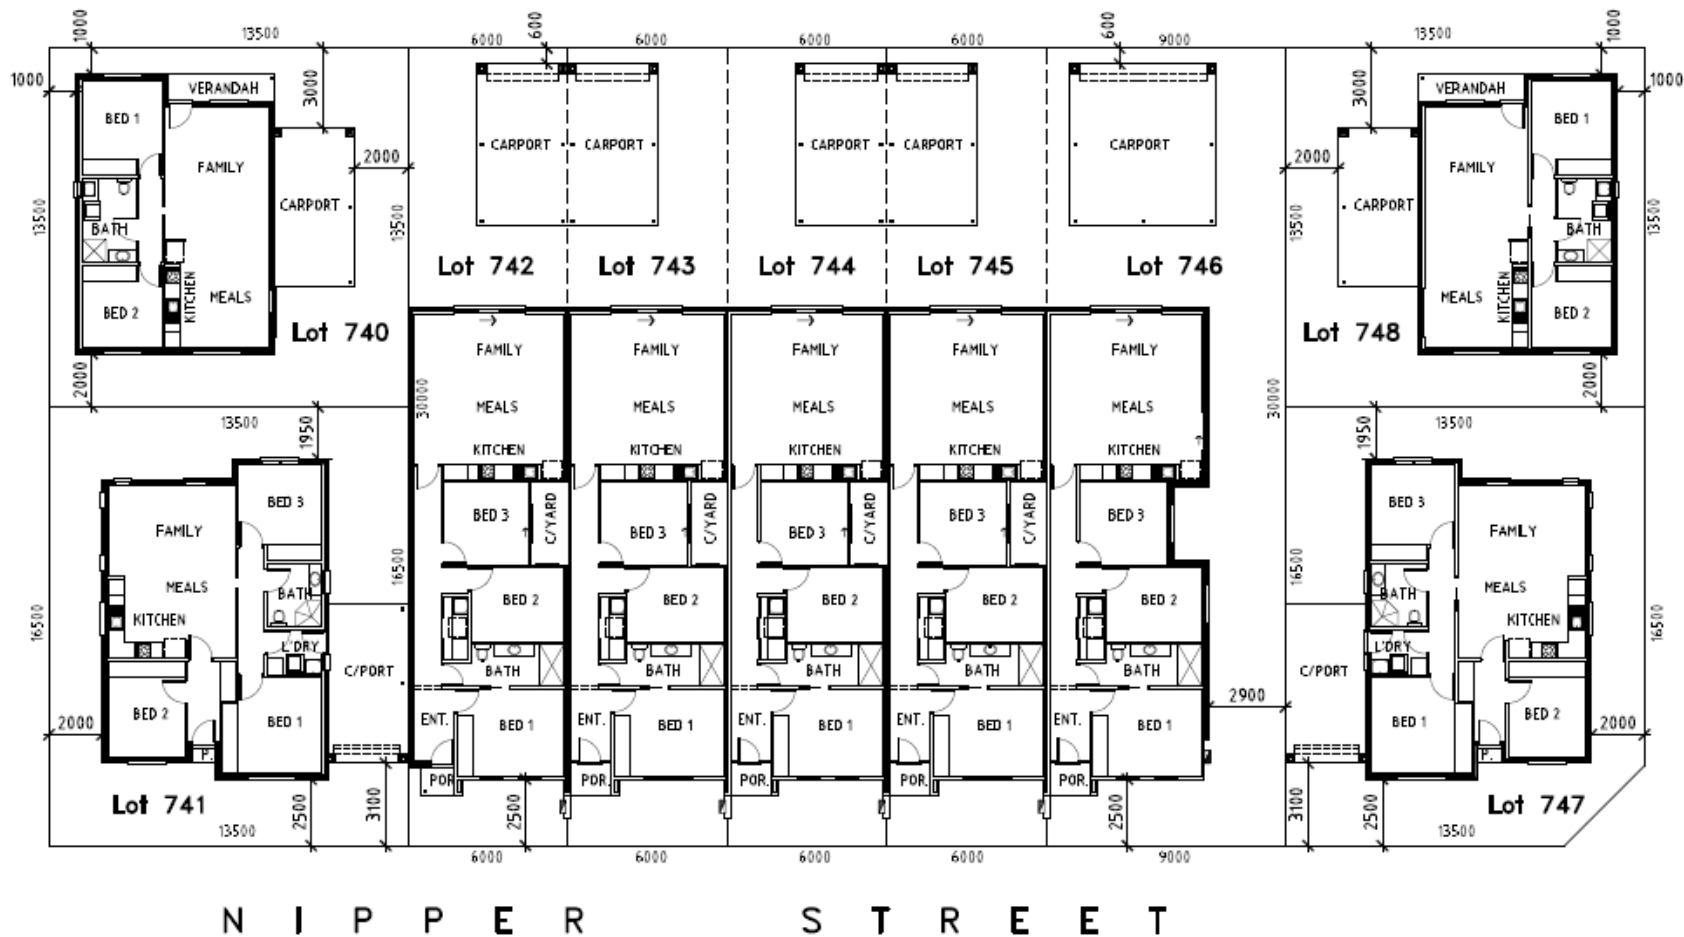 1000 13500 600 6000 6000 6000 6000 600 9000 13500 1000
1000 VERANDAH 3000 3000 VERANDAH 1000
BED 1 FAMILY 2000 CARPORT CARPORT CARPORT CARPORT CARPORT 2000 FAMILY BED 1
13500 BATH CARPORT 13500 13500 CARPORT BATH 13500
Lot 742 Lot 743 Lot 744 Lot 745 Lot 746
BED 2 KITCHEN MEALS MEALS KITCHEN BED 2
Lot 740 Lot 748
FAMILY FAMILY FAMILY FAMILY FAMILY
2000 30000 30000 2000
MEALS MEALS MEALS MEALS MEALS
13500 1950 1950 13500
KITCHEN KITCHEN KITCHEN KITCHEN KITCHEN
BED 3 BED 3
FAMILY FAMILY
BED 3 C/YARD BED 3 C/YARD BED 3 C/YARD BED 3 C/YARD BED 3
16500 16500
MEALS BATH BED 2 BED 2 BED 2 BED 2 BED 2 BATH MEALS
16500 KITCHEN KITCHEN 16500
L'DRY L'DRY
C/PORT BATH BATH BATH BATH BATH C/PORT
2000 BED 2 BED 1 ENT. BED 1 ENT. BED 1 ENT. BED 1 ENT. BED 1 ENT. BED 1 2900 BED 1 BED 2 2000
P. P.
POR. POR. POR. POR. POR.
Lot 741 2500 3100 2500 2500 3100 2500 Lot 747
13500 13500
6000 6000 6000 6000 9000
NIPPER STREET